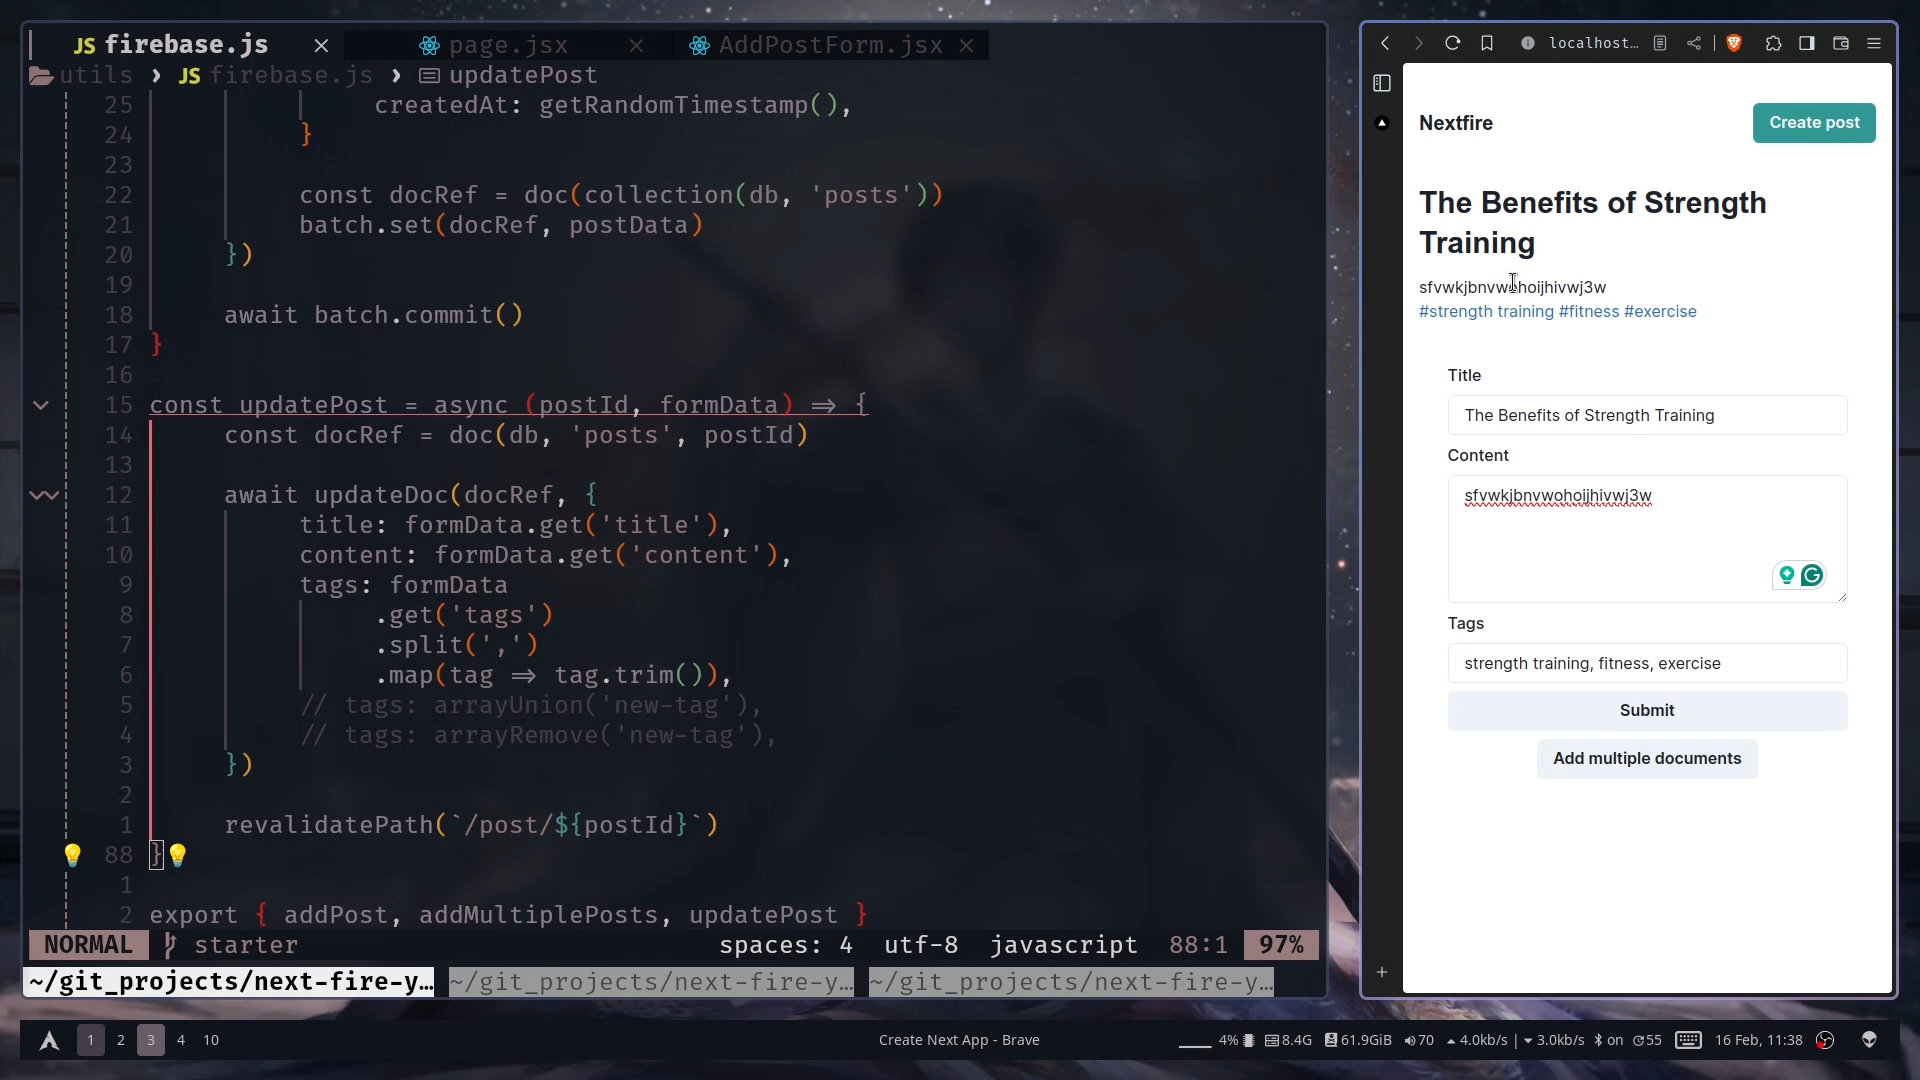 JS firebase.js ×
page.jsx ×
AddPostForm.jsx ×
utils › JS firebase.js › updatePost
25 createdAt: getRandomTimestamp(),
24 }
23
22 const docRef = doc(collection(db, 'posts'))
21 batch.set(docRef, postData)
20 })
19
18 await batch.commit()
17 }
16
15 const updatePost = async (postId, formData) ⇒ {
14 const docRef = doc(db, 'posts', postId)
13
12 await updateDoc(docRef, {
11 title: formData.get('title'),
10 content: formData.get('content'),
9 tags: formData
8 .get('tags')
7 .split(',')
6 .map(tag ⇒ tag.trim()),
5 // tags: arrayUnion('new-tag'),
4 // tags: arrayRemove('new-tag'),
3 })
2
1 revalidatePath(`/post/${postId}`)
88 }
1
2 export { addPost, addMultiplePosts, updatePost }
NORMAL starter spaces: 4 utf-8 javascript 88:1 97%
~/git_projects/next-fire-y… ~/git_projects/next-fire-y… ~/git_projects/next-fire-y…
localhost…
Nextfire
Create post
The Benefits of Strength
Training
sfvwkjbnvwohoijhivwj3w
#strength training #fitness #exercise
Title
The Benefits of Strength Training
Content
sfvwkjbnvwohoijhivwj3w
Tags
strength training, fitness, exercise
Submit
Add multiple documents
1 2 3 4 10
Create Next App - Brave
4% 8.4G 61.9GiB 70 4.0kb/s | 3.0kb/s on 55 16 Feb, 11:38